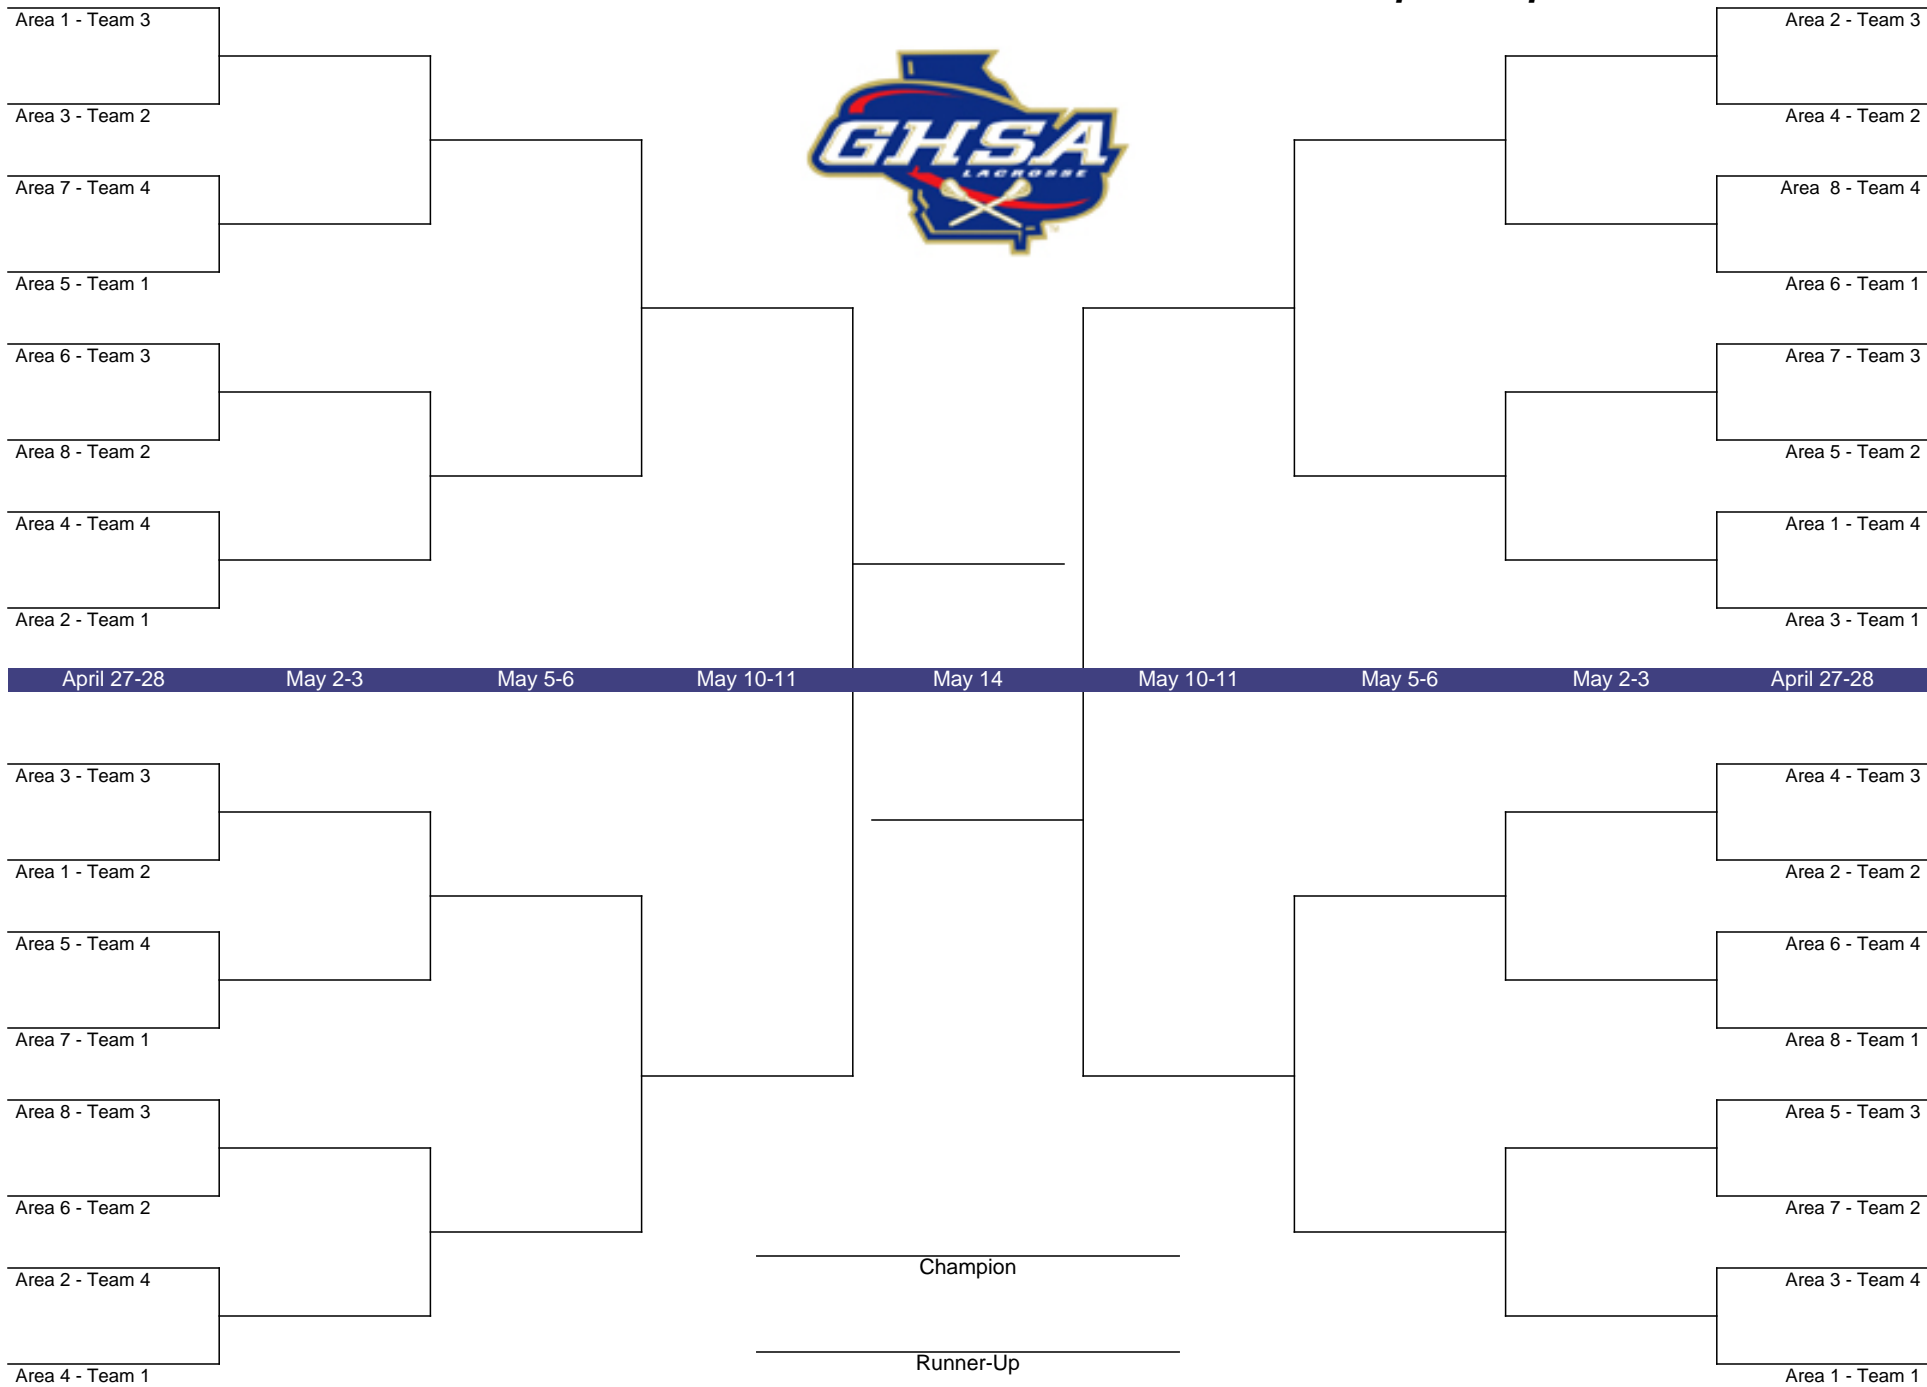 Area 1 - Team 3
Area 2 - Team 3
Area 3 - Team 2
Area 4 - Team 2
GHSA
LACROSSE
Area 7 - Team 4
Area  8 - Team 4
Area 5 - Team 1
Area 6 - Team 1
Area 6 - Team 3
Area 7 - Team 3
Area 8 - Team 2
Area 5 - Team 2
Area 4 - Team 4
Area 1 - Team 4
Area 2 - Team 1
Area 3 - Team 1
April 27-28 May 2-3 May 5-6 May 10-11 May 14 May 10-11 May 5-6 May 2-3 April 27-28
Area 3 - Team 3
Area 4 - Team 3
Area 1 - Team 2
Area 2 - Team 2
Area 5 - Team 4
Area 6 - Team 4
Area 7 - Team 1
Area 8 - Team 1
Area 8 - Team 3
Area 5 - Team 3
Area 6 - Team 2
Area 7 - Team 2
Champion
Area 2 - Team 4
Area 3 - Team 4
Runner-Up
Area 4 - Team 1
Area 1 - Team 1